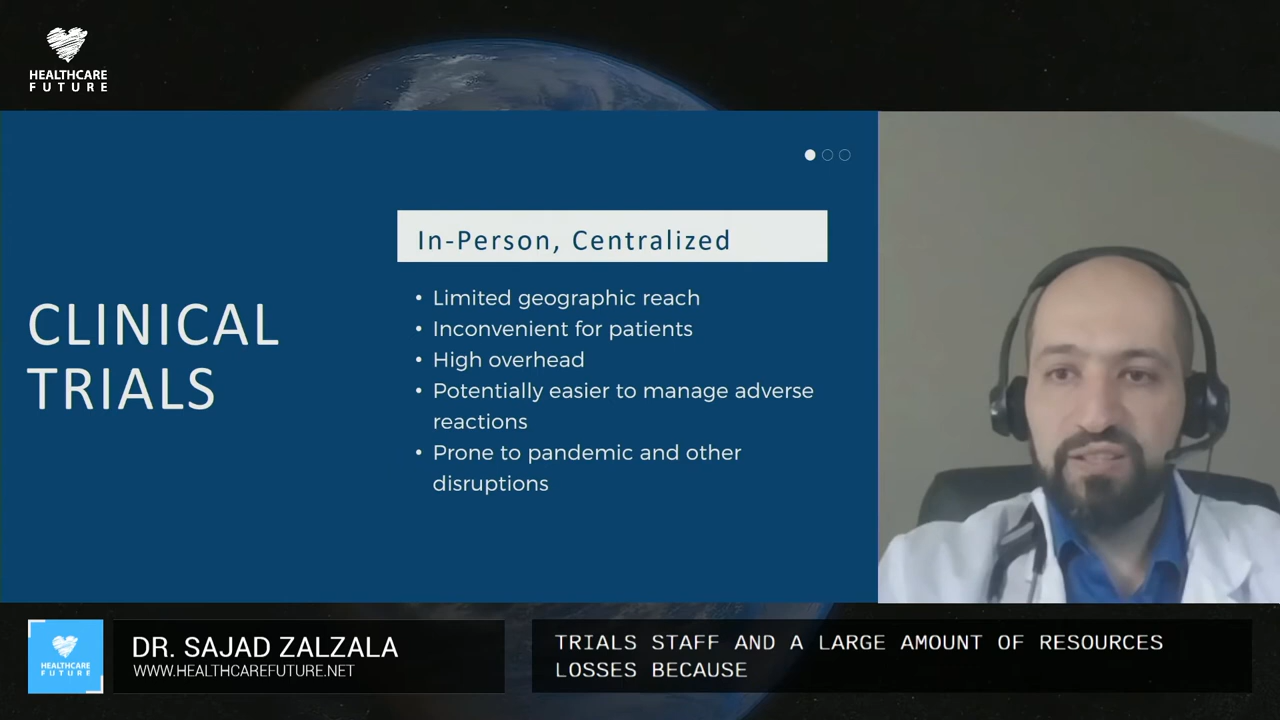 HEALTHCARE
FUTURE
CLINICAL
TRIALS
In-Person, Centralized
• Limited geographic reach
• Inconvenient for patients
• High overhead
• Potentially easier to manage adverse
reactions
• Prone to pandemic and other
disruptions
HEALTHCARE
FUTURE
DR. SAJAD ZALZALA
WWW.HEALTHCAREFUTURE.NET
TRIALS STAFF AND A LARGE AMOUNT OF RESOURCES
LOSSES BECAUSE